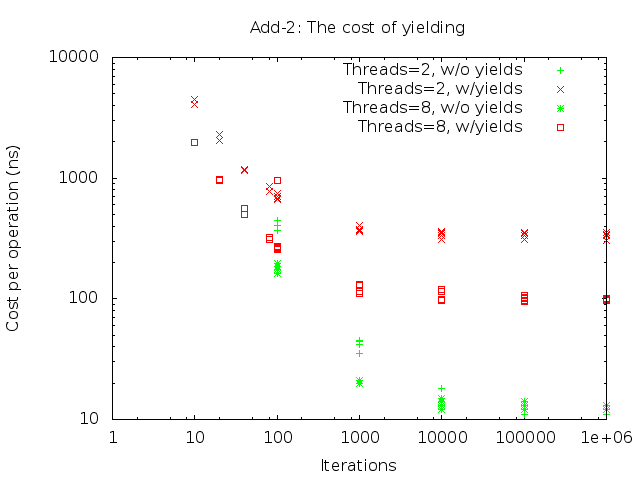 Add-2: The cost of yielding
10000
1000
100
10
Cost per operation (ns)
Threads=2, w/o yields
Threads=2, w/yields
Threads=8, w/o yields
Threads=8, w/yields
1 10 100 1000 10000 100000 1e+06
Iterations